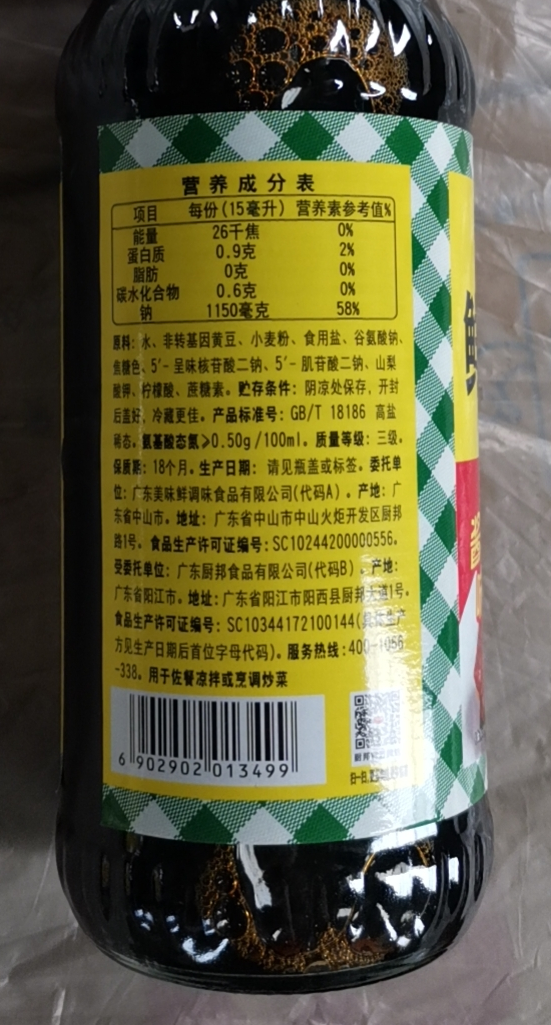 营养成分表
项目 每份(15毫升) 营养素参考值%
能量 26千焦 0%
蛋白质 0.9克 2%
脂肪 0克 0%
碳水化合物 0.6克 0%
钠 1150毫克 58%
原料: 水、非转基因黄豆、小麦粉、食用盐、谷氨酸钠、
焦糖色、5′-呈味核苷酸二钠、5′-肌苷酸二钠、山梨
酸钾、柠檬酸、蔗糖素。贮存条件: 阴凉处保存, 开封
后盖好, 冷藏更佳。产品标准号: GB/T 18186 高盐
稀态。氨基酸态氮≥0.50g/100ml。质量等级: 三级。
保质期: 18个月。生产日期: 请见瓶盖或标签。委托单
位: 广东美味鲜调味食品有限公司(代码A)。产地: 广
东省中山市。地址: 广东省中山市中山火炬开发区厨邦
路1号。食品生产许可证编号: SC10244200000556。
受委托单位: 广东厨邦食品有限公司(代码B)。产地:
广东省阳江市。地址: 广东省阳江市阳西县厨邦大道1号。
食品生产许可证编号: SC10344172100144(具体生产
方见生产日期后首位字母代码)。服务热线:400-1056
-338。用于佐餐凉拌或烹调炒菜
6 902902 013499